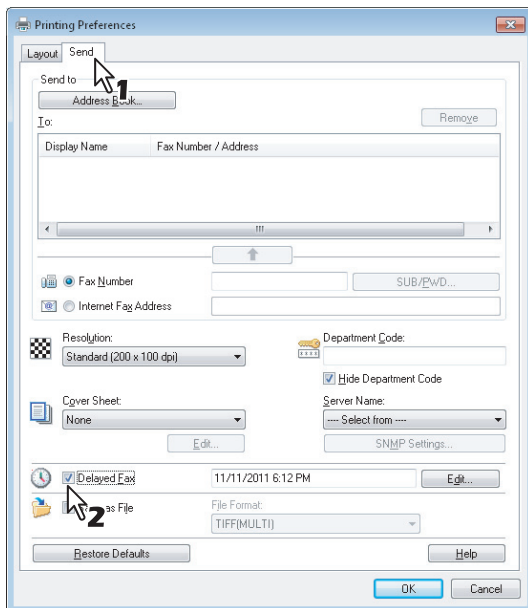 Printing Preferences
Layout Send
1
Send to
Address Book...
To:
Remove
Display Name Fax Number / Address
Fax Number
SUB/PWD...
Internet Fax Address
Resolution:
Standard (200 x 100 dpi)
Department Code:
Hide Department Code
Cover Sheet:
None
Edit...
Server Name:
---- Select from ----
SNMP Settings...
Delayed Fax
11/11/2011 6:12 PM
Edit...
2
as File
File Format:
TIFF(MULTI)
Restore Defaults
Help
OK Cancel